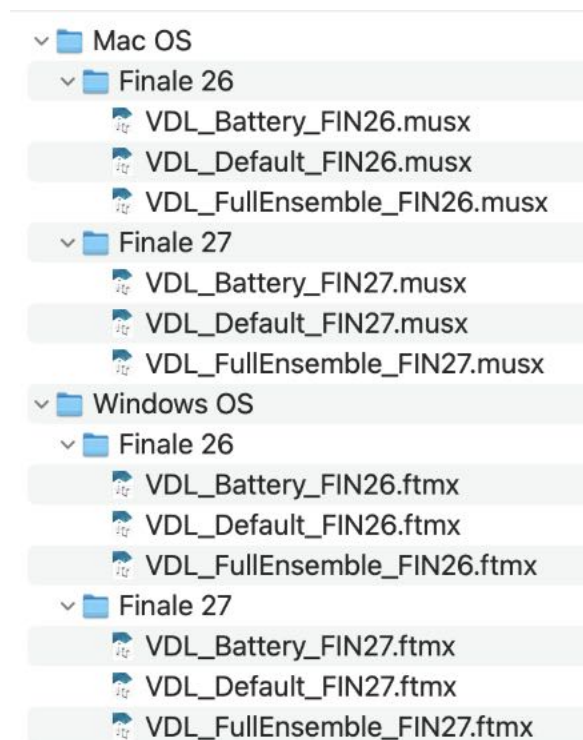 Mac OS
Finale 26
VDL_Battery_FIN26.musx
VDL_Default_FIN26.musx
VDL_FullEnsemble_FIN26.musx
Finale 27
VDL_Battery_FIN27.musx
VDL_Default_FIN27.musx
VDL_FullEnsemble_FIN27.musx
Windows OS
Finale 26
VDL_Battery_FIN26.ftmx
VDL_Default_FIN26.ftmx
VDL_FullEnsemble_FIN26.ftmx
Finale 27
VDL_Battery_FIN27.ftmx
VDL_Default_FIN27.ftmx
VDL_FullEnsemble_FIN27.ftmx